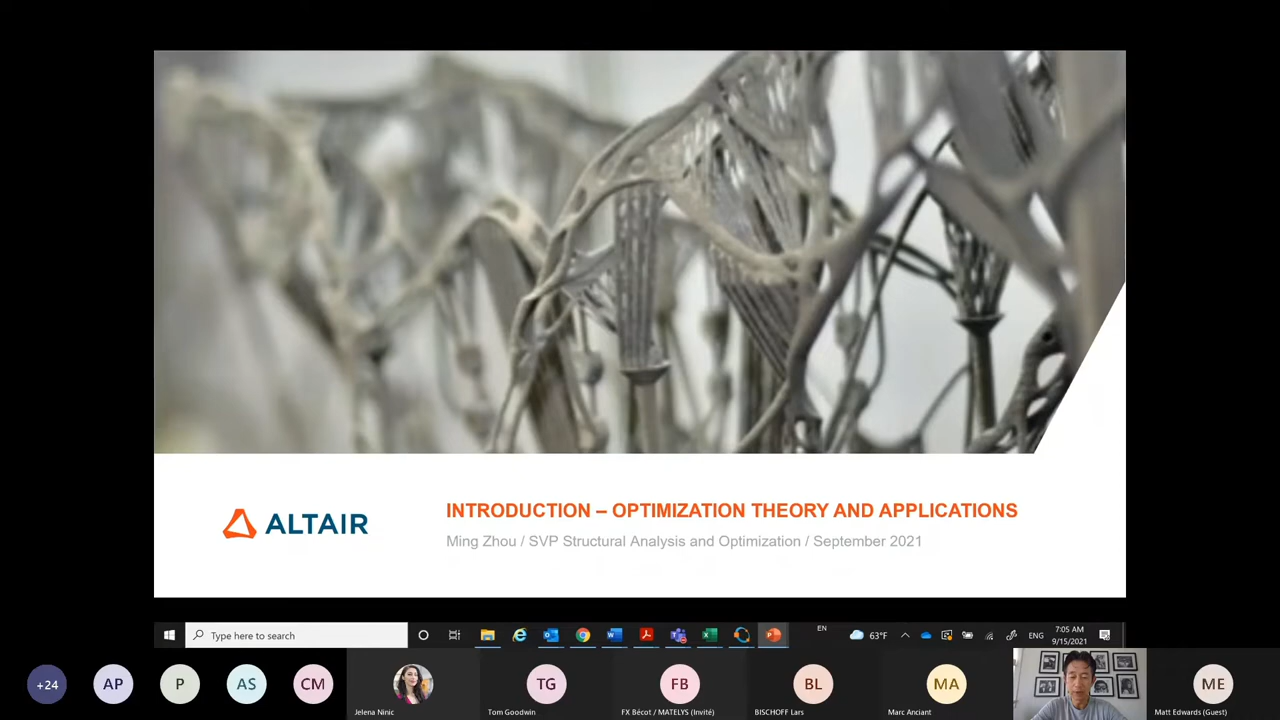 ALTAIR
INTRODUCTION – OPTIMIZATION THEORY AND APPLICATIONS
Ming Zhou / SVP Structural Analysis and Optimization / September 2021
Type here to search
EN
63°F
ENG
7:05 AM
9/15/2021
+24
AP
P
AS
CM
Jelena Ninic
TG
Tom Goodwin
FB
FX Bécot / MATELYS (Invité)
BL
BISCHOFF Lars
MA
Marc Anciant
ME
Matt Edwards (Guest)